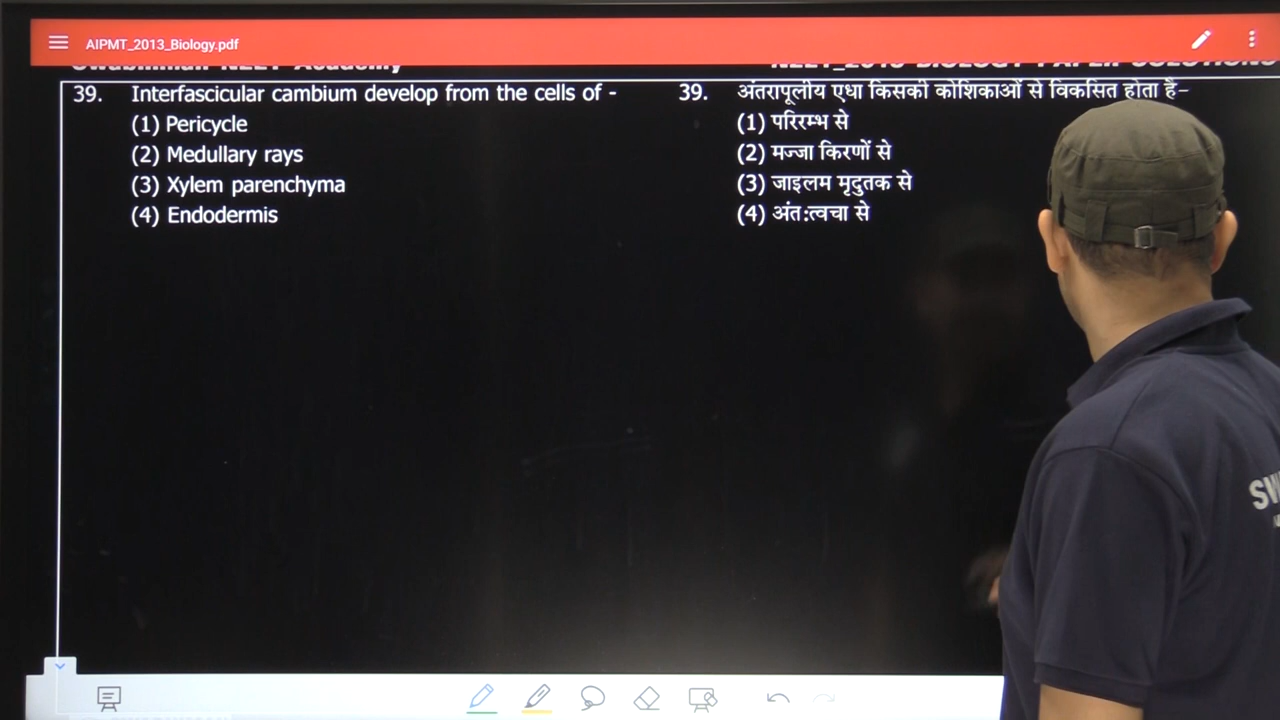 AIPMT_2013_Biology.pdf
39. Interfascicular cambium develop from the cells of -
(1) Pericycle
(2) Medullary rays
(3) Xylem parenchyma
(4) Endodermis
39. अंतरापूलीय एधा किसकी कोशिकाओं से विकसित होता है-
(1) परिरम्भ से
(2) मज्जा किरणों से
(3) जाइलम मृदुतक से
(4) अंत:त्वचा से